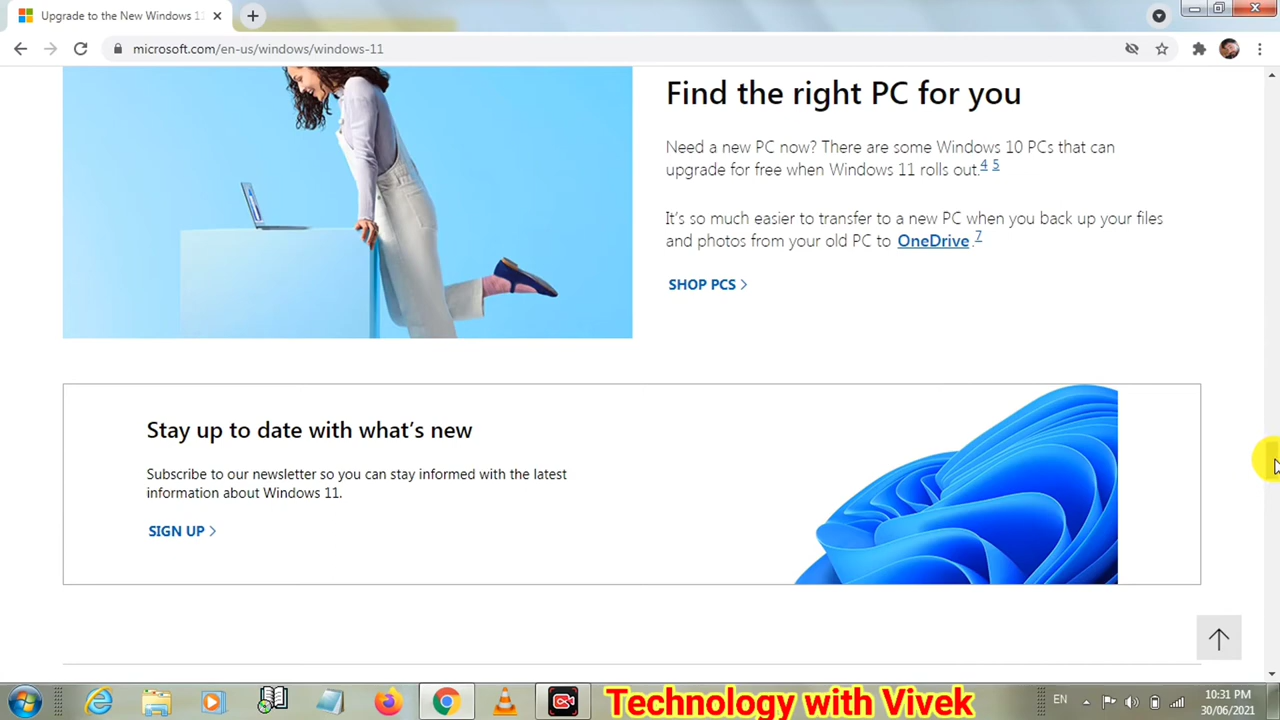 Upgrade to the New Windows 11
microsoft.com/en-us/windows/windows-11
Find the right PC for you
Need a new PC now? There are some Windows 10 PCs that can
upgrade for free when Windows 11 rolls out.4 5
It's so much easier to transfer to a new PC when you back up your files
and photos from your old PC to OneDrive.7
SHOP PCS
Stay up to date with what's new
Subscribe to our newsletter so you can stay informed with the latest
information about Windows 11.
SIGN UP
Technology with Vivek
EN
10:31 PM
30/06/2021